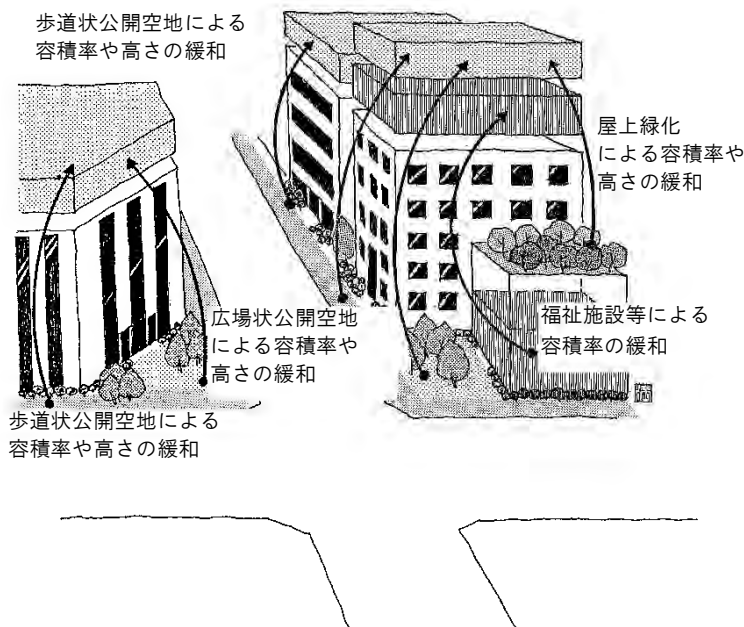 歩道状公開空地による
容積率や高さの緩和
屋上緑化
による容積率や
高さの緩和
広場状公開空地
による容積率や
高さの緩和
福祉施設等による
容積率の緩和
歩道状公開空地による
容積率や高さの緩和